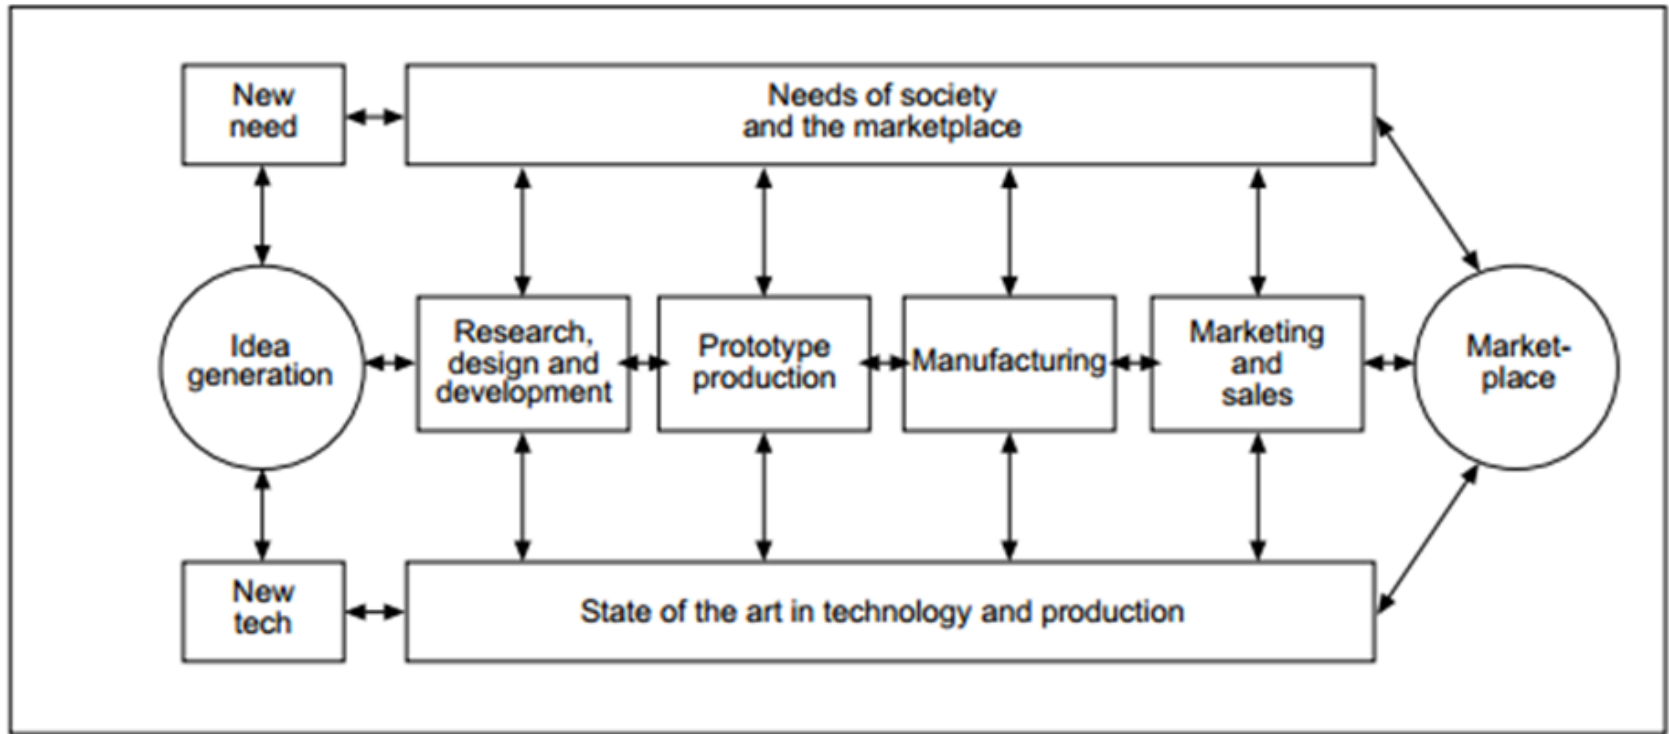 New
need
Needs of society
and the marketplace
Idea
generation
Research,
design and
development
Prototype
production
Manufacturing
Marketing
and
sales
Market-
place
New
tech
State of the art in technology and production